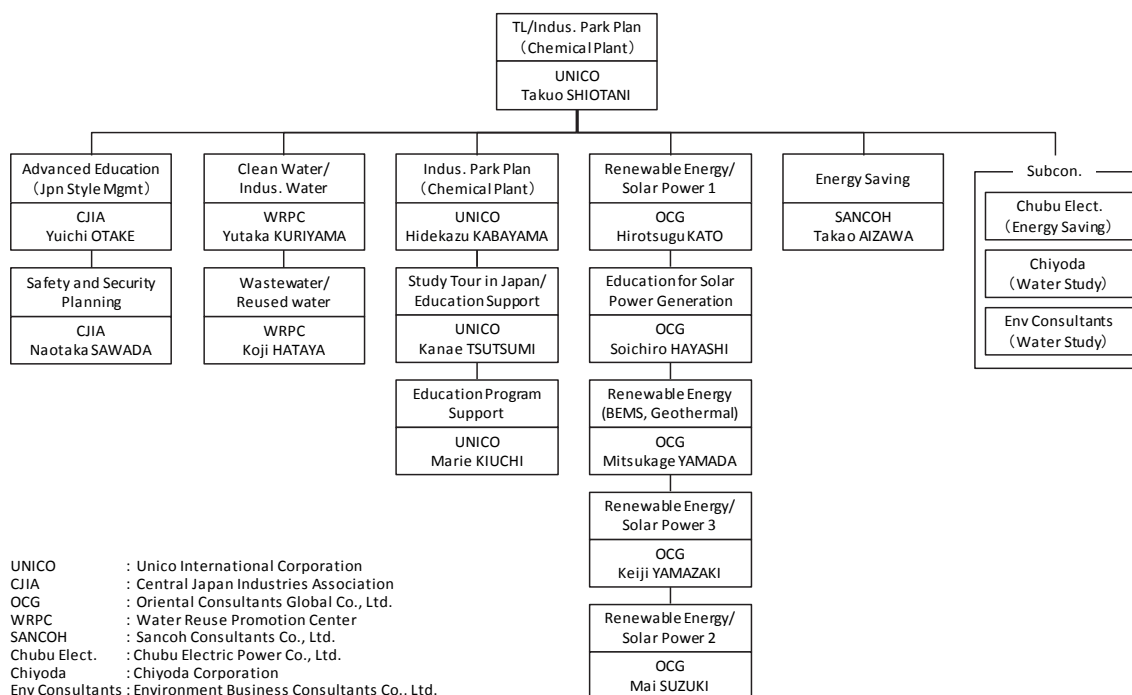 TL/Indus. Park Plan
(Chemical Plant)
UNICO
Takuo SHIOTANI
Advanced Education
(Jpn Style Mgmt)
CJIA
Yuichi OTAKE
Safety and Security
Planning
CJIA
Naotaka SAWADA
Clean Water/
Indus. Water
WRPC
Yutaka KURIYAMA
Wastewater/
Reused water
WRPC
Koji HATAYA
Indus. Park Plan
(Chemical Plant)
UNICO
Hidekazu KABAYAMA
Study Tour in Japan/
Education Support
UNICO
Kanae TSUTSUMI
Education Program
Support
UNICO
Marie KIUCHI
Renewable Energy/
Solar Power 1
OCG
Hirotsugu KATO
Education for Solar
Power Generation
OCG
Soichiro HAYASHI
Renewable Energy
(BEMS, Geothermal)
OCG
Mitsukage YAMADA
Renewable Energy/
Solar Power 3
OCG
Keiji YAMAZAKI
Renewable Energy/
Solar Power 2
OCG
Mai SUZUKI
Energy Saving
SANCOH
Takao AIZAWA
Subcon.
Chubu Elect.
(Energy Saving)
Chiyoda
(Water Study)
Env Consultants
(Water Study)
UNICO : Unico International Corporation
CJIA : Central Japan Industries Association
OCG : Oriental Consultants Global Co., Ltd.
WRPC : Water Reuse Promotion Center
SANCOH : Sancoh Consultants Co., Ltd.
Chubu Elect. : Chubu Electric Power Co., Ltd.
Chiyoda : Chiyoda Corporation
Env Consultants : Environment Business Consultants Co., Ltd.